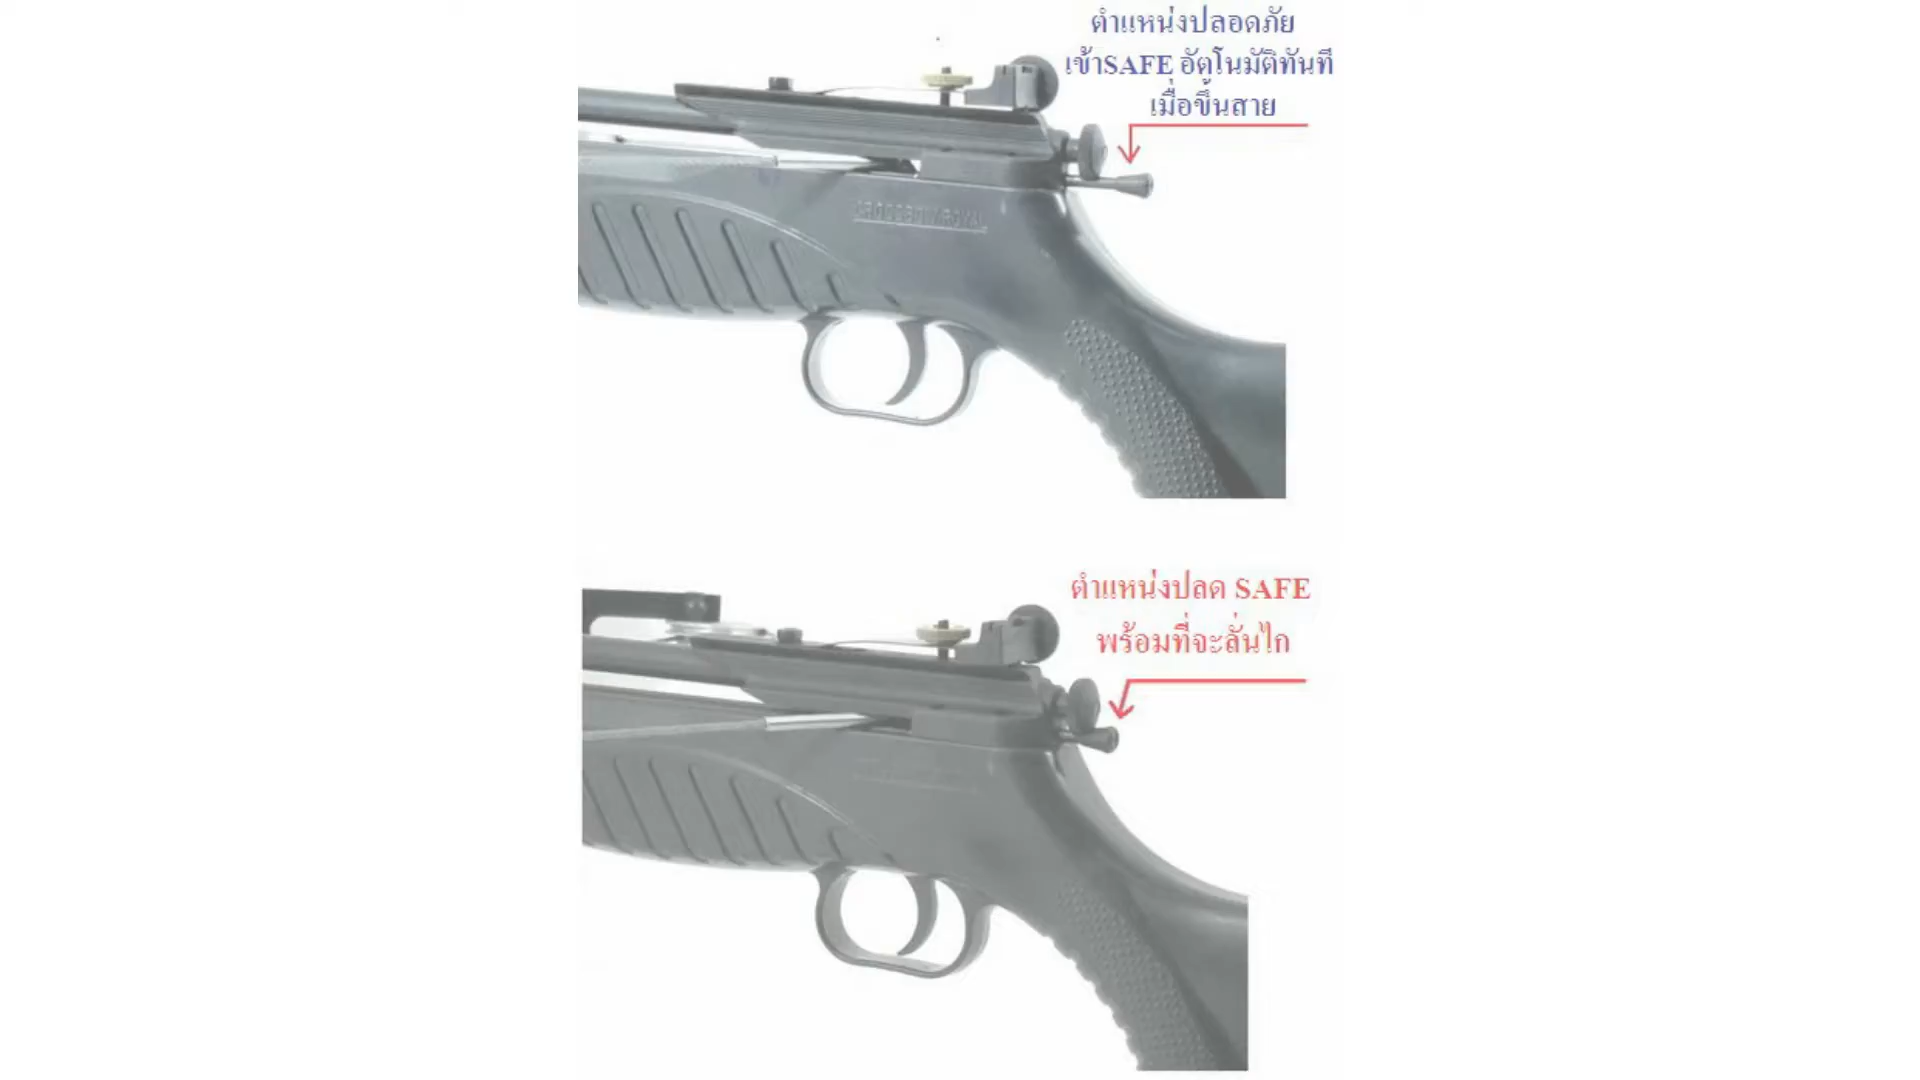 ตำแหน่งปลอดภัย
เข้าSAFE อัตโนมัติทันที
เมื่อขึ้นสาย
ตำแหน่งปลด SAFE
พร้อมที่จะลั่นไก